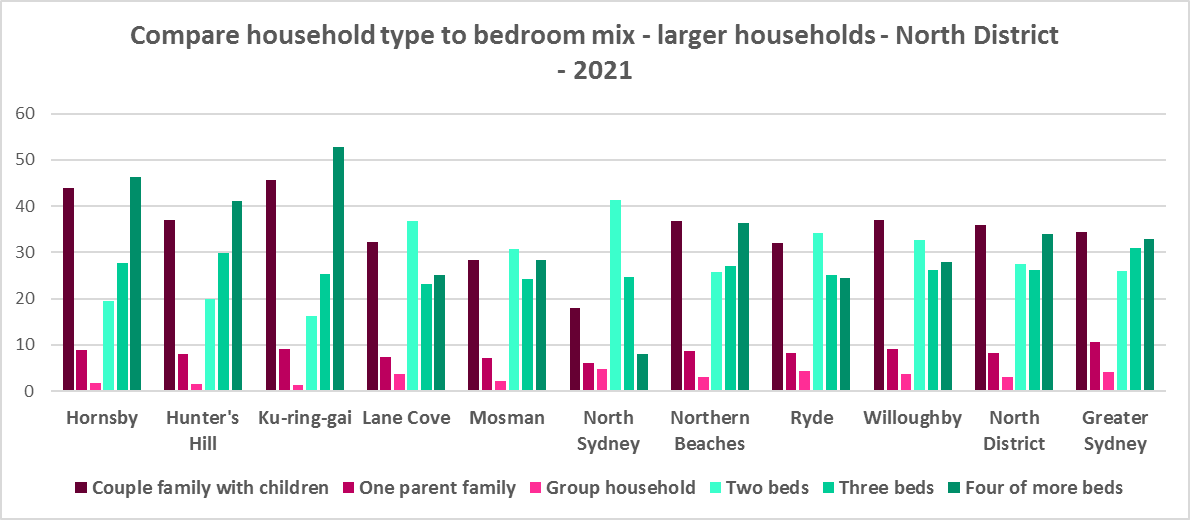 Compare household type to bedroom mix - larger households - North District
- 2021
60
50
40
30
20
10
0
Hornsby
Hunter's
Hill
Ku-ring-gai
Lane Cove
Mosman
North
Sydney
Northern
Beaches
Ryde
Willoughby
North
District
Greater
Sydney
Couple family with children
One parent family
Group household
Two beds
Three beds
Four of more beds